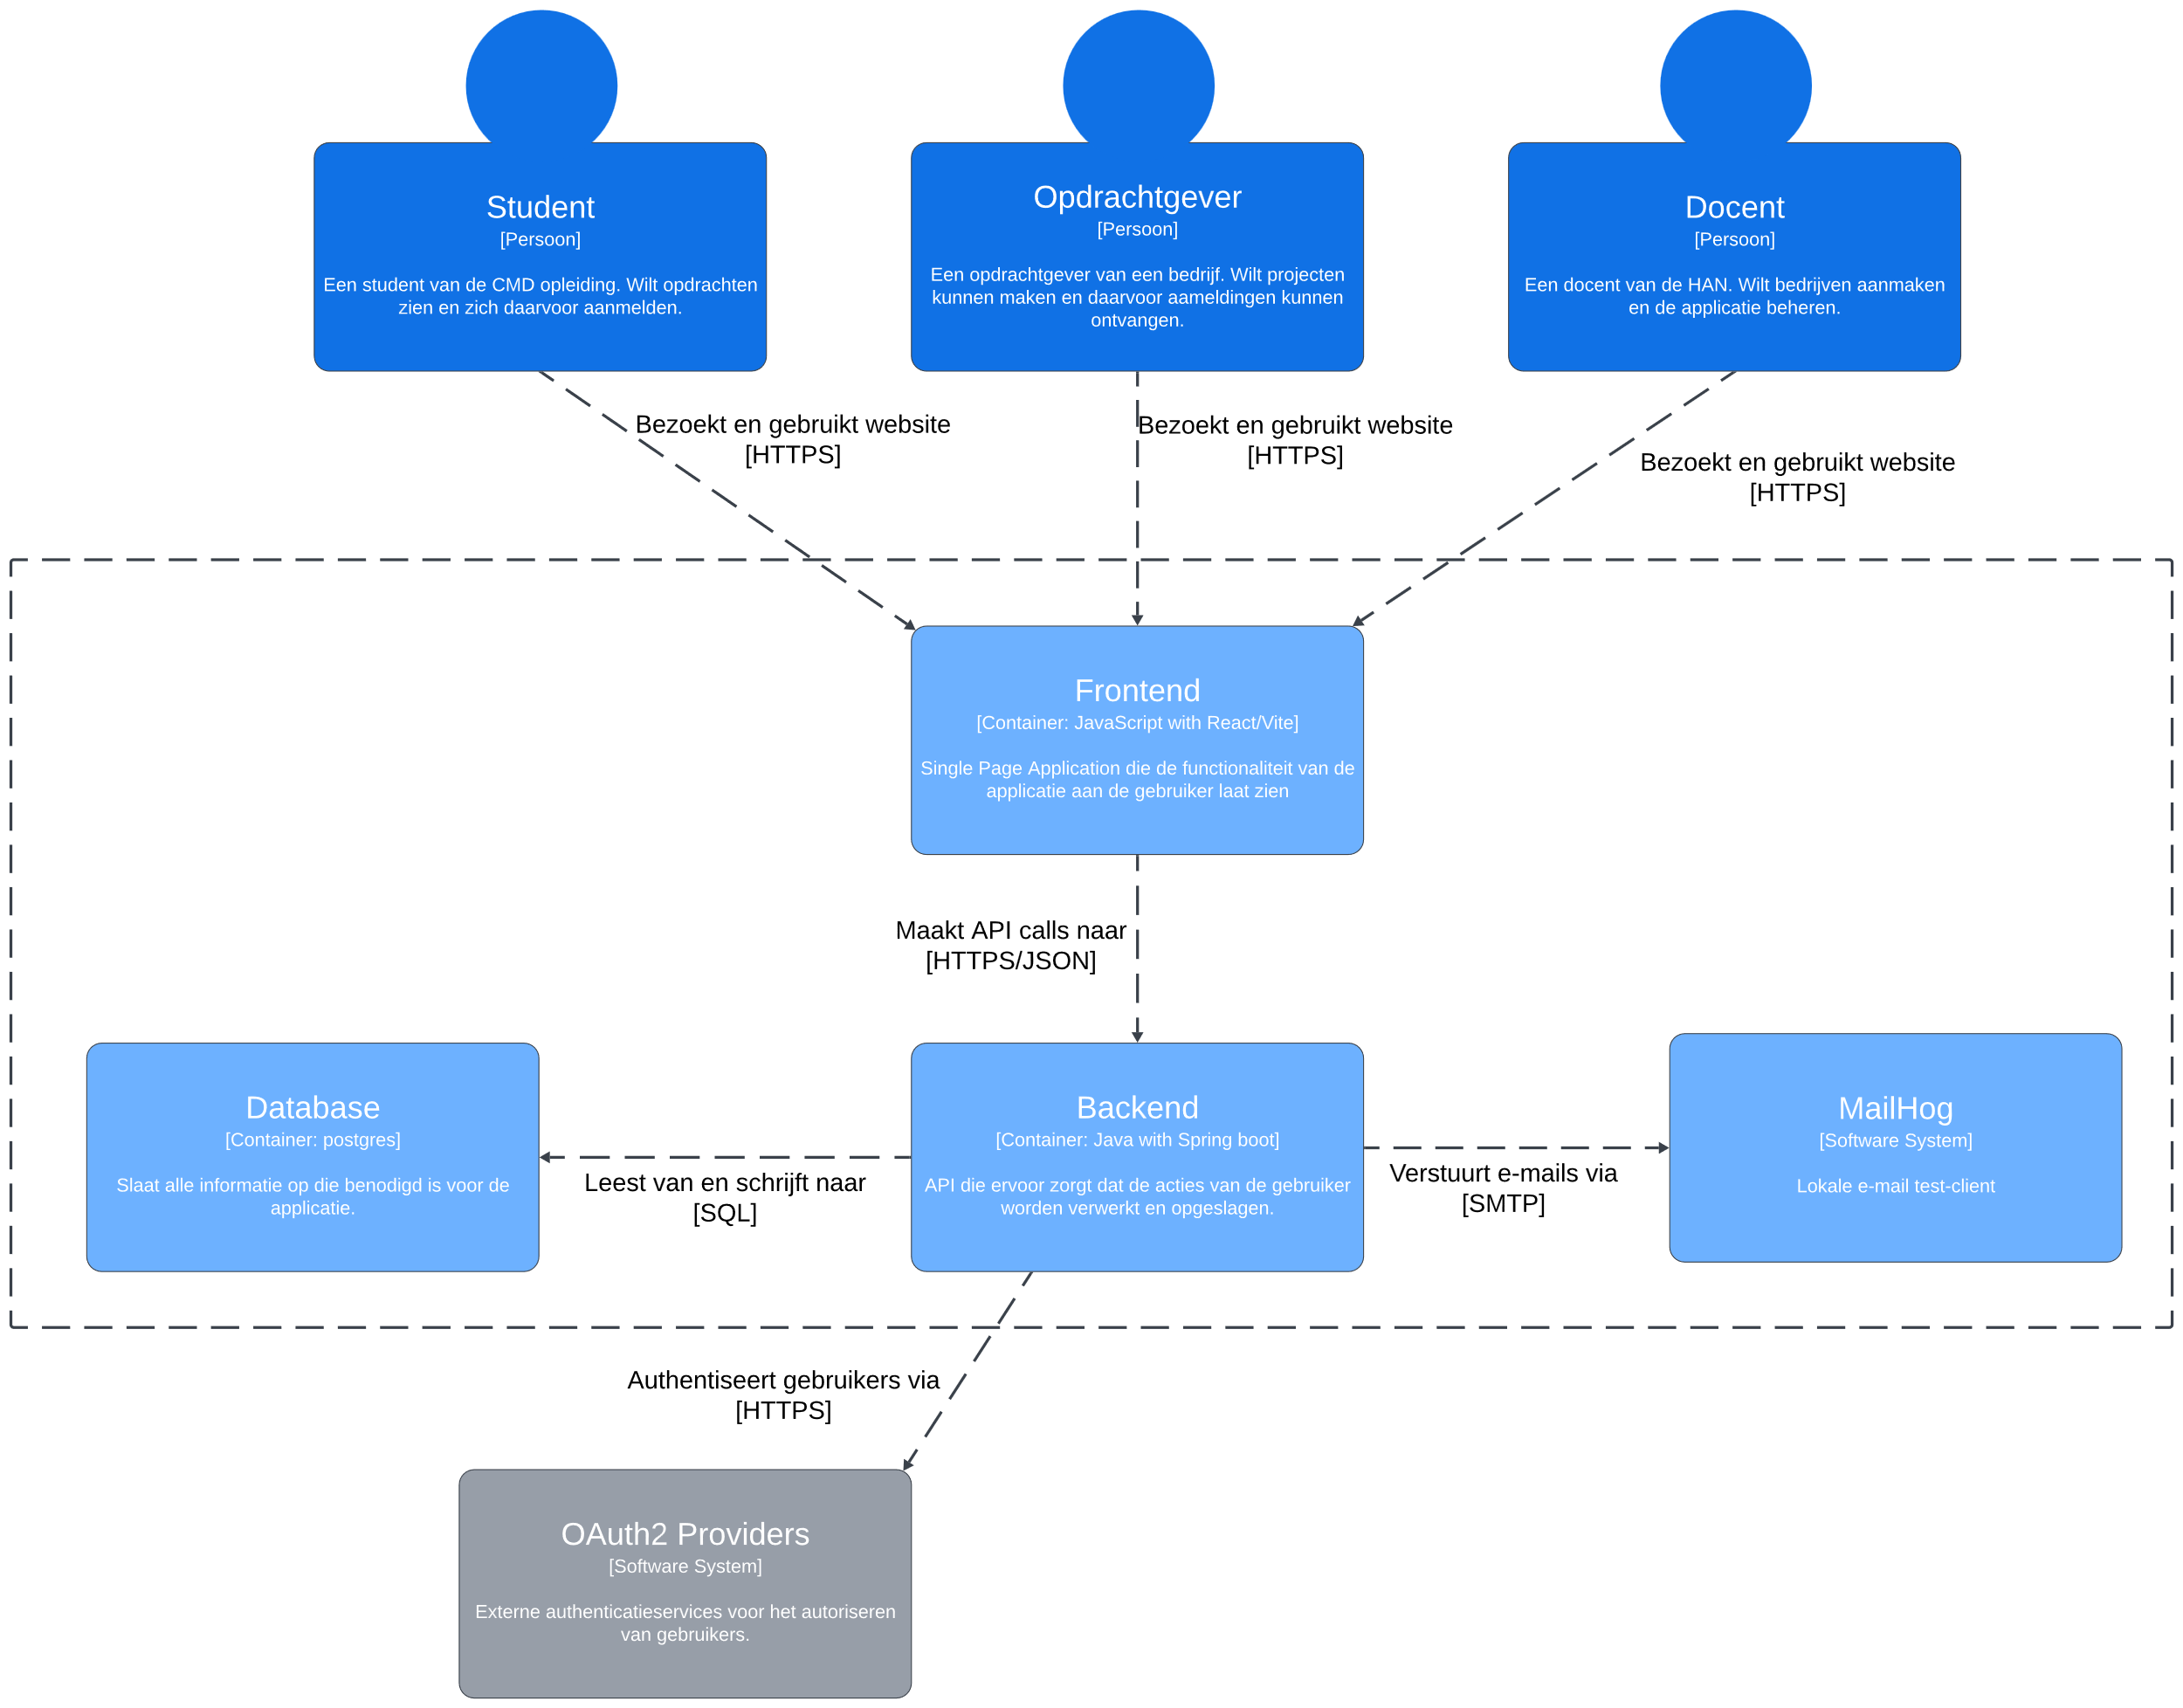 Student
[Persoon]
Een student van de CMD opleiding. Wilt opdrachten
zien en zich daarvoor aanmelden.
Opdrachtgever
[Persoon]
Een opdrachtgever van een bedrijf. Wilt projecten
kunnen maken en daarvoor aameldingen kunnen
ontvangen.
Docent
[Persoon]
Een docent van de HAN. Wilt bedrijven aanmaken
en de applicatie beheren.
Bezoekt en gebruikt website
[HTTPS]
Bezoekt en gebruikt website
[HTTPS]
Bezoekt en gebruikt website
[HTTPS]
Frontend
[Container: JavaScript with React/Vite]
Single Page Application die de functionaliteit van de
applicatie aan de gebruiker laat zien
Maakt API calls naar
[HTTPS/JSON]
Database
[Container: postgres]
Slaat alle informatie op die benodigd is voor de
applicatie.
Leest van en schrijft naar
[SQL]
Backend
[Container: Java with Spring boot]
API die ervoor zorgt dat de acties van de gebruiker
worden verwerkt en opgeslagen.
Verstuurt e-mails via
[SMTP]
MailHog
[Software System]
Lokale e-mail test-client
Authentiseert gebruikers via
[HTTPS]
OAuth2 Providers
[Software System]
Externe authenticatieservices voor het autoriseren
van gebruikers.